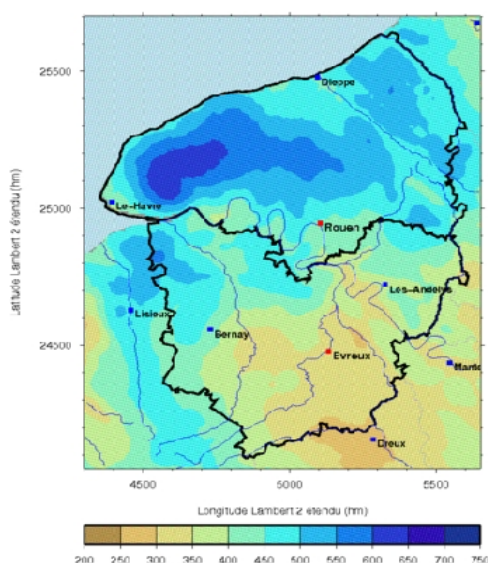 25500
25000
24500
Latitude Lambert 2 étendu (hm)
Dieppe
Le-Havre
Rouen
Les-Andelys
Lisieux
Bernay
Evreux
Dreux
4500 5000 5500
Longitude Lambert 2 étendu (hm)
200 250 300 350 400 450 500 550 600 650 700 750